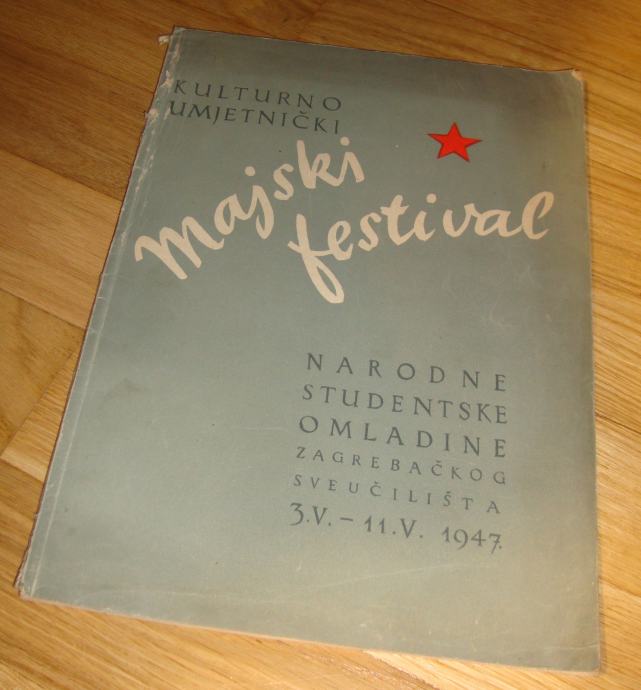 KULTURNO
UMJETNIČKI
majski
festival
NARODNE
STUDENTSKE
OMLADINE
ZAGREBAČKOG
SVEUČILIŠTA
3.V. – 11.V. 1947.